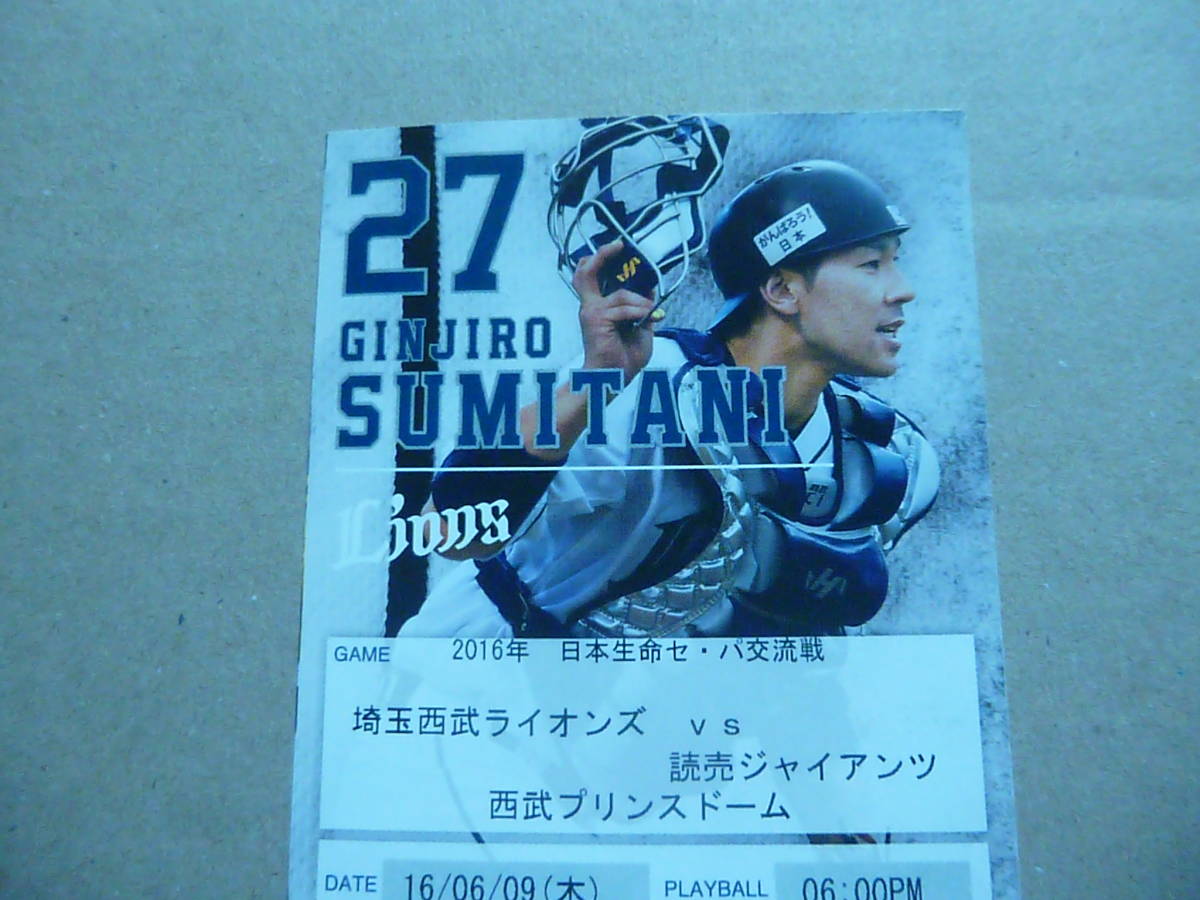 27
GINJIRO
SUMITANI
がんばろう!
日本
Lions
GAME 2016年 日本生命セ・パ交流戦
埼玉西武ライオンズ vs
読売ジャイアンツ
西武プリンスドーム
DATE 16/06/09(木) PLAYBALL 06:00PM